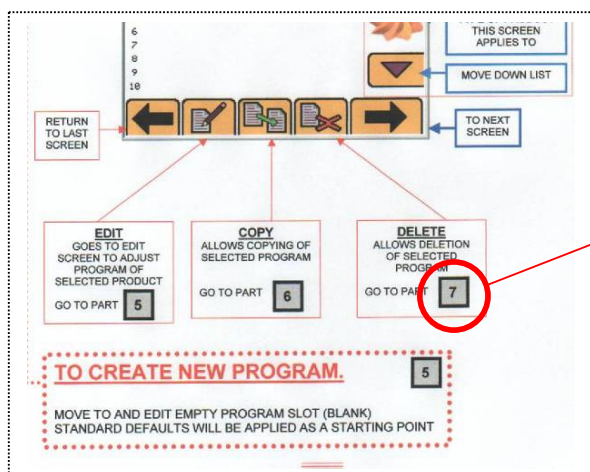 THIS SCREEN
APPLIES TO
6
7
8
9
10
MOVE DOWN LIST
RETURN
TO LAST
SCREEN
TO NEXT
SCREEN
EDIT
GOES TO EDIT
SCREEN TO ADJUST
PROGRAM OF
SELECTED PRODUCT
GO TO PART 5
COPY
ALLOWS COPYING OF
SELECTED PROGRAM
GO TO PART 6
DELETE
ALLOWS DELETION
OF SELECTED
PROGRAM
GO TO PART 7
TO CREATE NEW PROGRAM. 5
MOVE TO AND EDIT EMPTY PROGRAM SLOT (BLANK)
STANDARD DEFAULTS WILL BE APPLIED AS A STARTING POINT